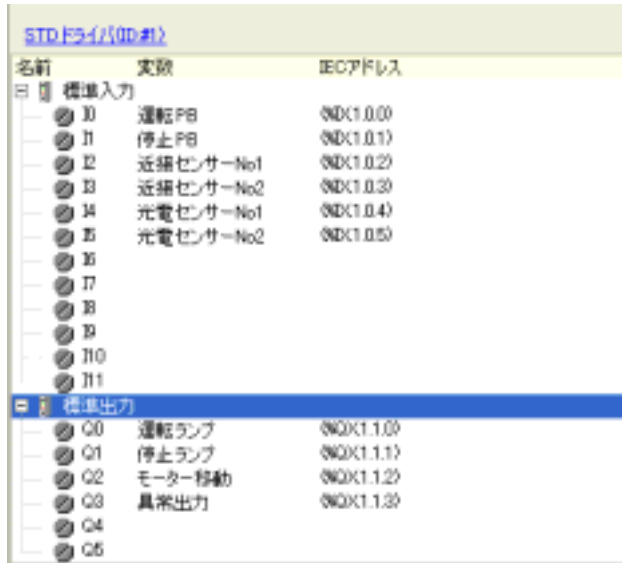 STDドライバ(ID:#1)
名前 変数 IECアドレス
標準入力
I0 運転PB (%IX1.0.0)
I1 停止PB (%IX1.0.1)
I2 近接センサーNo1 (%IX1.0.2)
I3 近接センサーNo2 (%IX1.0.3)
I4 光電センサーNo1 (%IX1.0.4)
I5 光電センサーNo2 (%IX1.0.5)
I6
I7
I8
I9
I10
I11
標準出力
Q0 運転ランプ (%QX1.1.0)
Q1 停止ランプ (%QX1.1.1)
Q2 モーター移動 (%QX1.1.2)
Q3 異常出力 (%QX1.1.3)
Q4
Q5